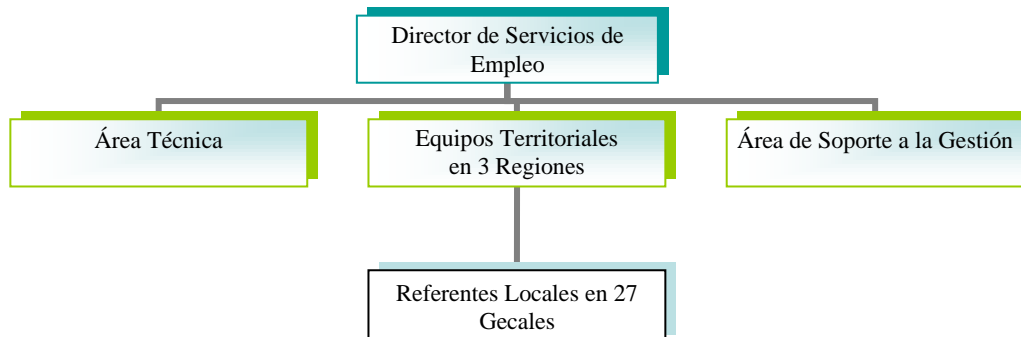 Director de Servicios de
Empleo
Área Técnica
Equipos Territoriales
en 3 Regiones
Área de Soporte a la Gestión
Referentes Locales en 27
Gecales